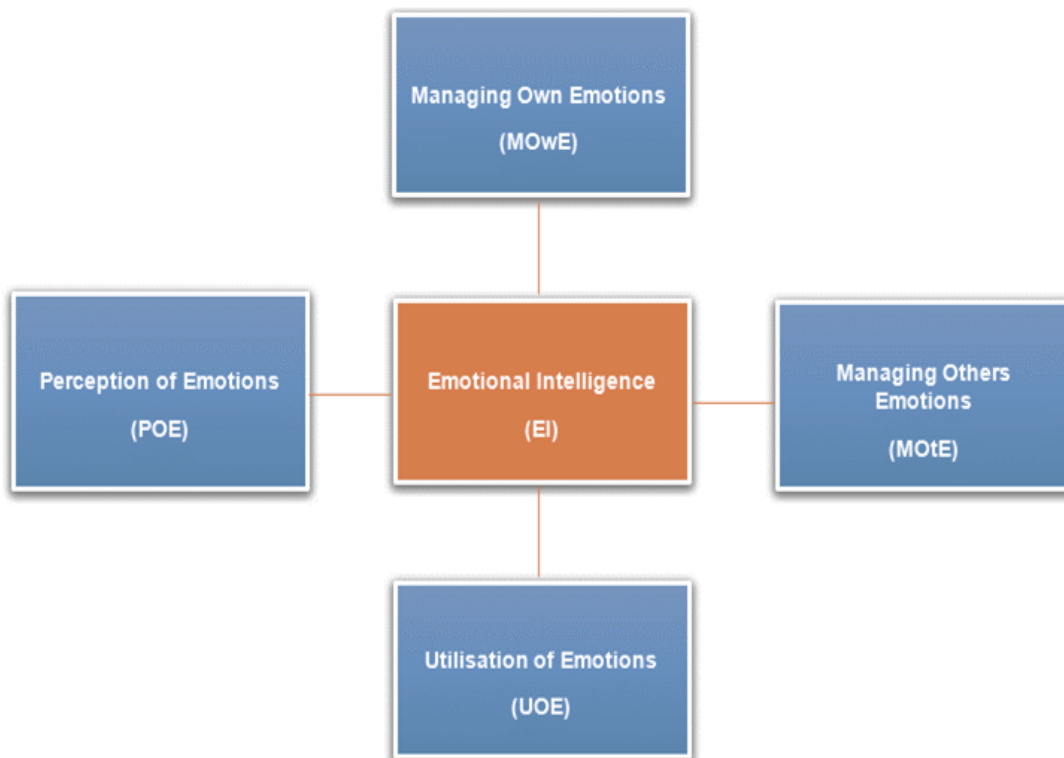 Managing Own Emotions
(MOwE)
Perception of Emotions
(POE)
Emotional Intelligence
(EI)
Managing Others
Emotions
(MOtE)
Utilisation of Emotions
(UOE)